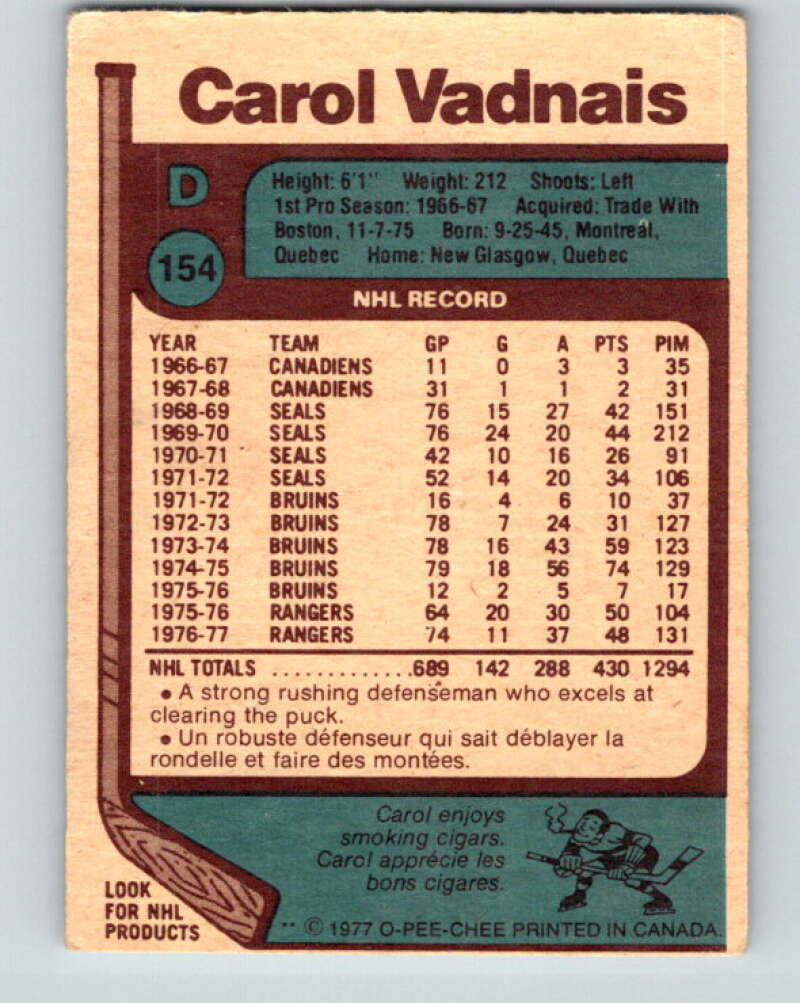 Carol Vadnais
D
154
Height: 6'1" Weight: 212 Shoots: Left
1st Pro Season: 1966-67 Acquired: Trade With
Boston, 11-7-75 Born: 9-25-45, Montreal,
Quebec Home: New Glasgow, Quebec
NHL RECORD
YEAR TEAM GP G A PTS PIM
1966-67 CANADIENS 11 0 3 3 35
1967-68 CANADIENS 31 1 1 2 31
1968-69 SEALS 76 15 27 42 151
1969-70 SEALS 76 24 20 44 212
1970-71 SEALS 42 10 16 26 91
1971-72 SEALS 52 14 20 34 106
1971-72 BRUINS 16 4 6 10 37
1972-73 BRUINS 78 7 24 31 127
1973-74 BRUINS 78 16 43 59 123
1974-75 BRUINS 79 18 56 74 129
1975-76 BRUINS 12 2 5 7 17
1975-76 RANGERS 64 20 30 50 104
1976-77 RANGERS 74 11 37 48 131
NHL TOTALS .............689 142 288 430 1294
• A strong rushing defenseman who excels at
clearing the puck.
• Un robuste défenseur qui sait déblayer la
rondelle et faire des montées.
Carol enjoys
smoking cigars.
Carol apprécie les
bons cigares.
LOOK
FOR NHL
PRODUCTS
** © 1977 O-PEE-CHEE PRINTED IN CANADA.